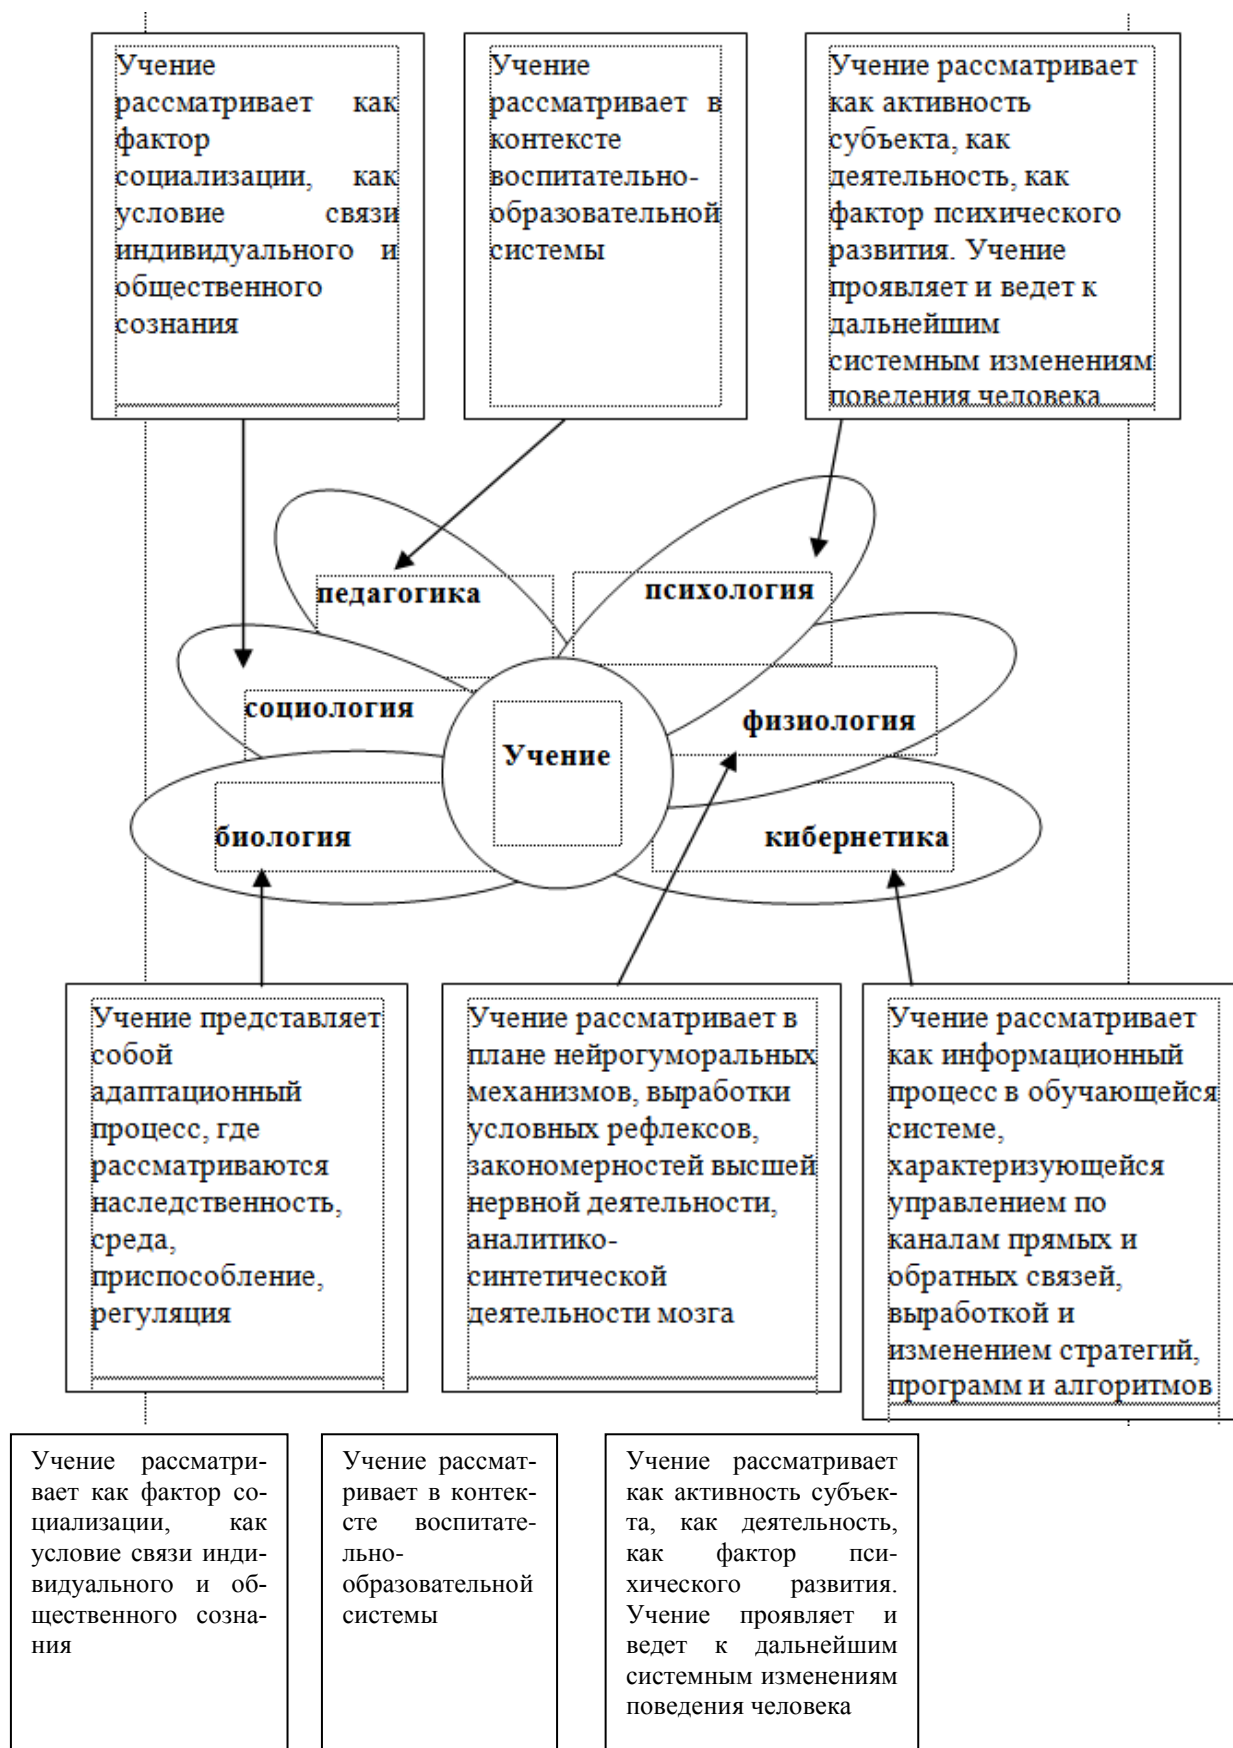 Учение
рассматривает как
фактор
социализации, как
условие связи
индивидуального и
общественного
сознания
Учение
рассматривает в
контексте
воспитательно-
образовательной
системы
Учение рассматривает
как активность
субъекта, как
деятельность, как
фактор психического
развития. Учение
проявляет и ведет к
дальнейшим
системным изменениям
поведения человека
педагогика
психология
социология
физиология
Учение
биология
кибернетика
Учение представляет
собой
адаптационный
процесс, где
рассматриваются
наследственность,
среда,
приспособление,
регуляция
Учение рассматривает в
плане нейрогуморальных
механизмов, выработки
условных рефлексов,
закономерностей высшей
нервной деятельности,
аналитико-
синтетической
деятельности мозга
Учение рассматривает
как информационный
процесс в обучающейся
системе,
характеризующейся
управлением по
каналам прямых и
обратных связей,
выработкой и
изменением стратегий,
программ и алгоритмов
Учение рассматри-
вает как фактор со-
циализации, как
условие связи инди-
видуального и об-
щественного созна-
ния
Учение рассмат-
ривает в контек-
сте воспитате-
льно-
образовательной
системы
Учение рассматривает
как активность субъек-
та, как деятельность,
как фактор пси-
хического развития.
Учение проявляет и
ведет к дальнейшим
системным изменениям
поведения человека